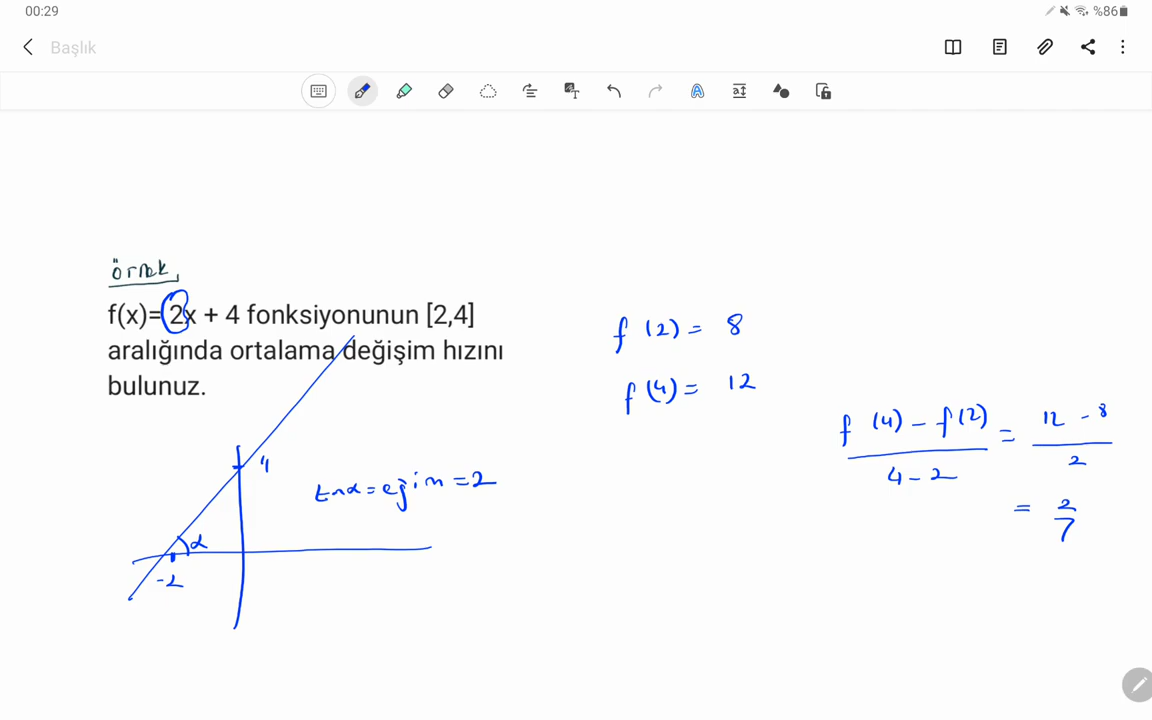 00:29
%86
Başlık
örnek,
f(x)= 2x + 4 fonksiyonunun [2,4]
aralığında ortalama değişim hızını
bulunuz.
f (2) = 8
f (4) = 12
f (4) - f(2) / 4 - 2 = 12 - 8 / 2
= 2 / 7
4
tnα = eğim = 2
α
-2